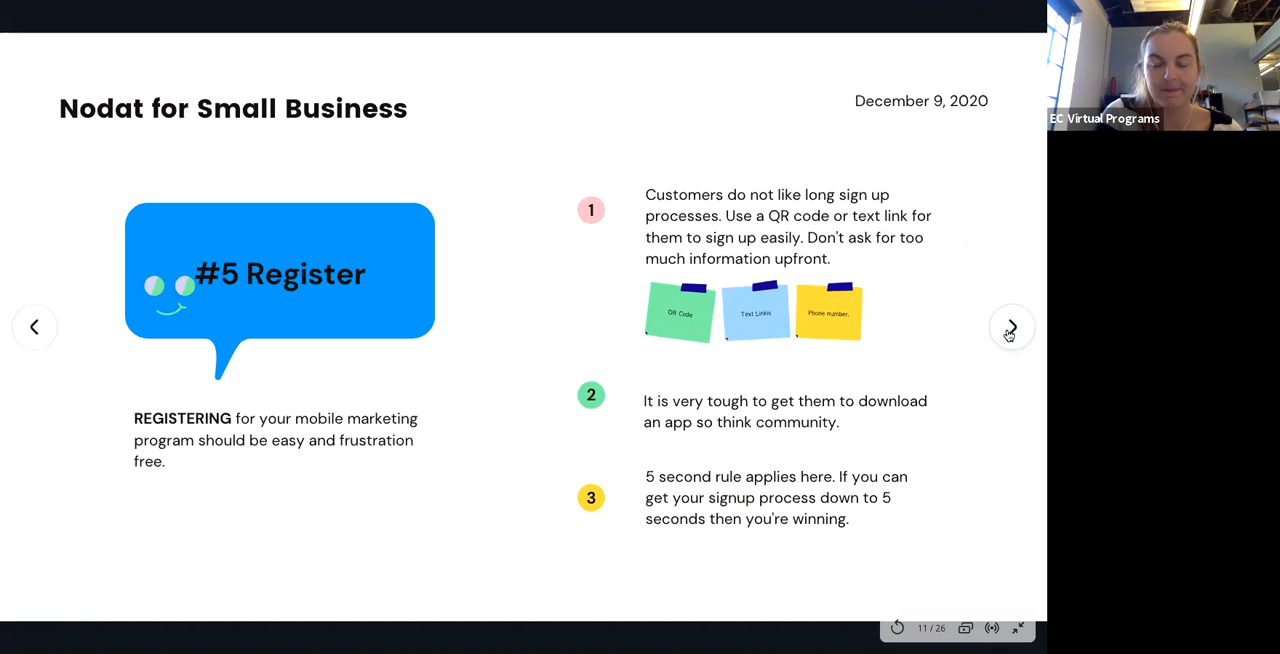 Nodat for Small Business
December 9, 2020
#5 Register
REGISTERING for your mobile marketing
program should be easy and frustration
free.
1
Customers do not like long sign up
processes. Use a QR code or text link for
them to sign up easily. Don't ask for too
much information upfront.
QR Code
Text Links
Phone number.
2
It is very tough to get them to download
an app so think community.
3
5 second rule applies here. If you can
get your signup process down to 5
seconds then you're winning.
11 / 26
EC Virtual Programs